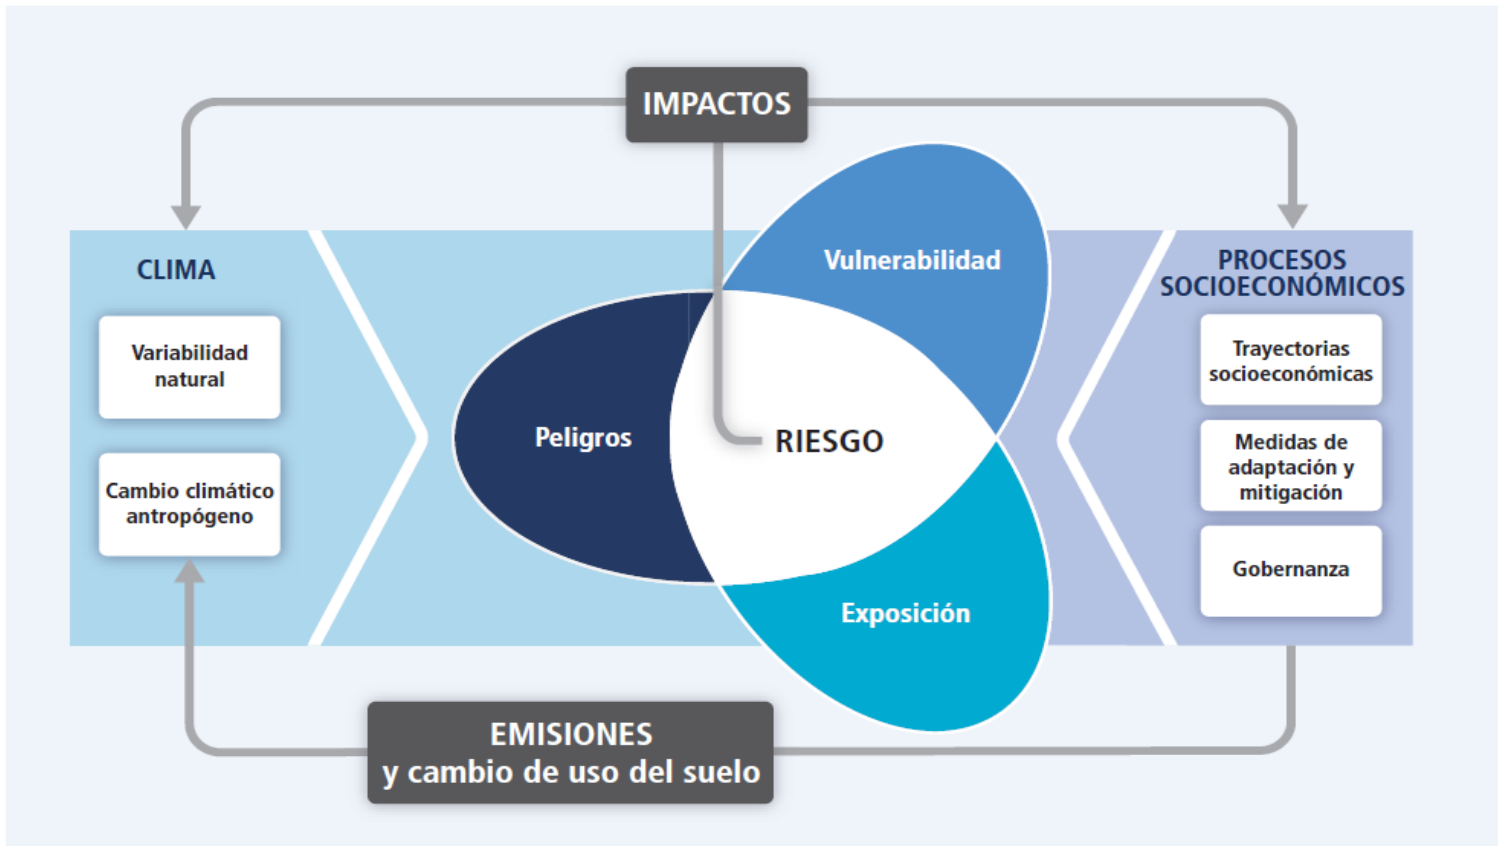 IMPACTOS
CLIMA
Variabilidad
natural
Cambio climático
antropógeno
Vulnerabilidad
Peligros
RIESGO
Exposición
PROCESOS
SOCIOECONÓMICOS
Trayectorias
socioeconómicas
Medidas de
adaptación y
mitigación
Gobernanza
EMISIONES
y cambio de uso del suelo